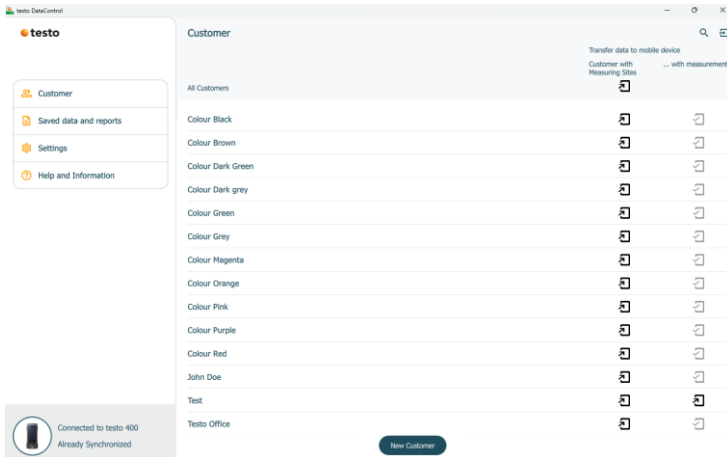 testo DataControl
testo
Customer
Saved data and reports
Settings
Help and Information
Connected to testo 400
Already Synchronized
Customer
Transfer data to mobile device
Customer with
Measuring Sites
... with measurement
All Customers
Colour Black
Colour Brown
Colour Dark Green
Colour Dark grey
Colour Green
Colour Grey
Colour Magenta
Colour Orange
Colour Pink
Colour Purple
Colour Red
John Doe
Test
Testo Office
New Customer